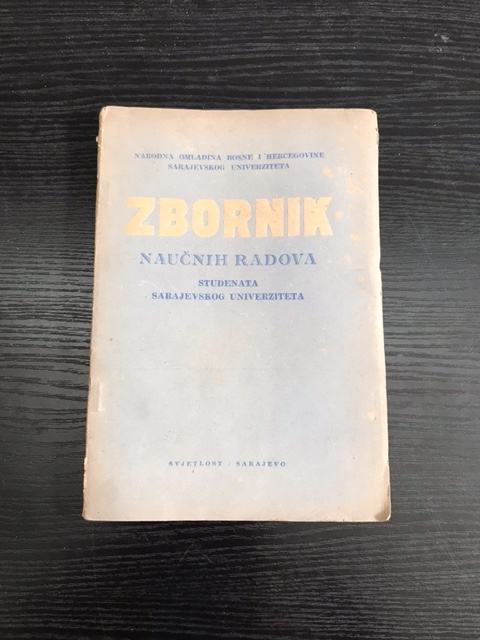 NARODNA OMLADINA BOSNE I HERCEGOVINE
SARAJEVSKOG UNIVERZITETA
ZBORNIK
NAUČNIH RADOVA
STUDENATA
SARAJEVSKOG UNIVERZITETA
SVJETLOST / SARAJEVO